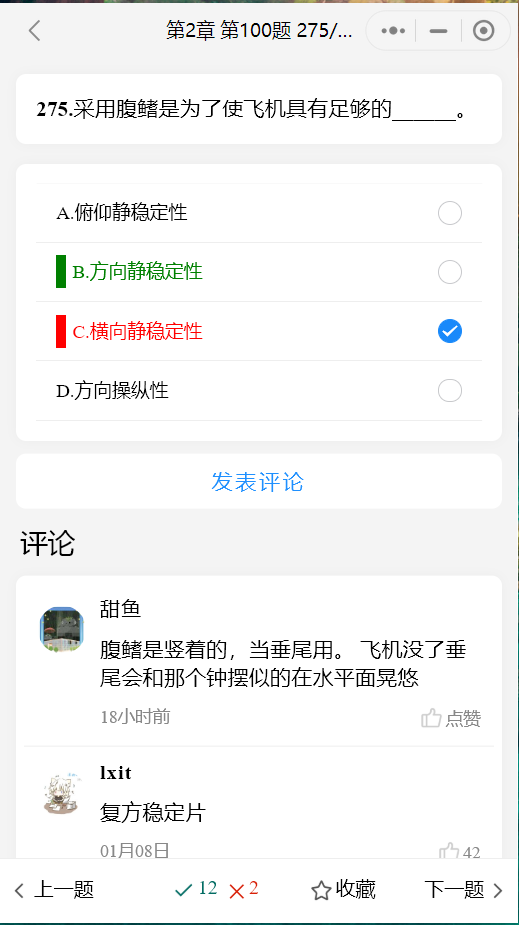 第2章 第100题 275/...
275.采用腹鳍是为了使飞机具有足够的______。
A.俯仰静稳定性
B.方向静稳定性
C.横向静稳定性
D.方向操纵性
发表评论
评论
甜鱼
腹鳍是竖着的，当垂尾用。 飞机没了垂
尾会和那个钟摆似的在水平面晃悠
18小时前 点赞
lxit
复方稳定片
01月08日 42
上一题 12 2 收藏 下一题